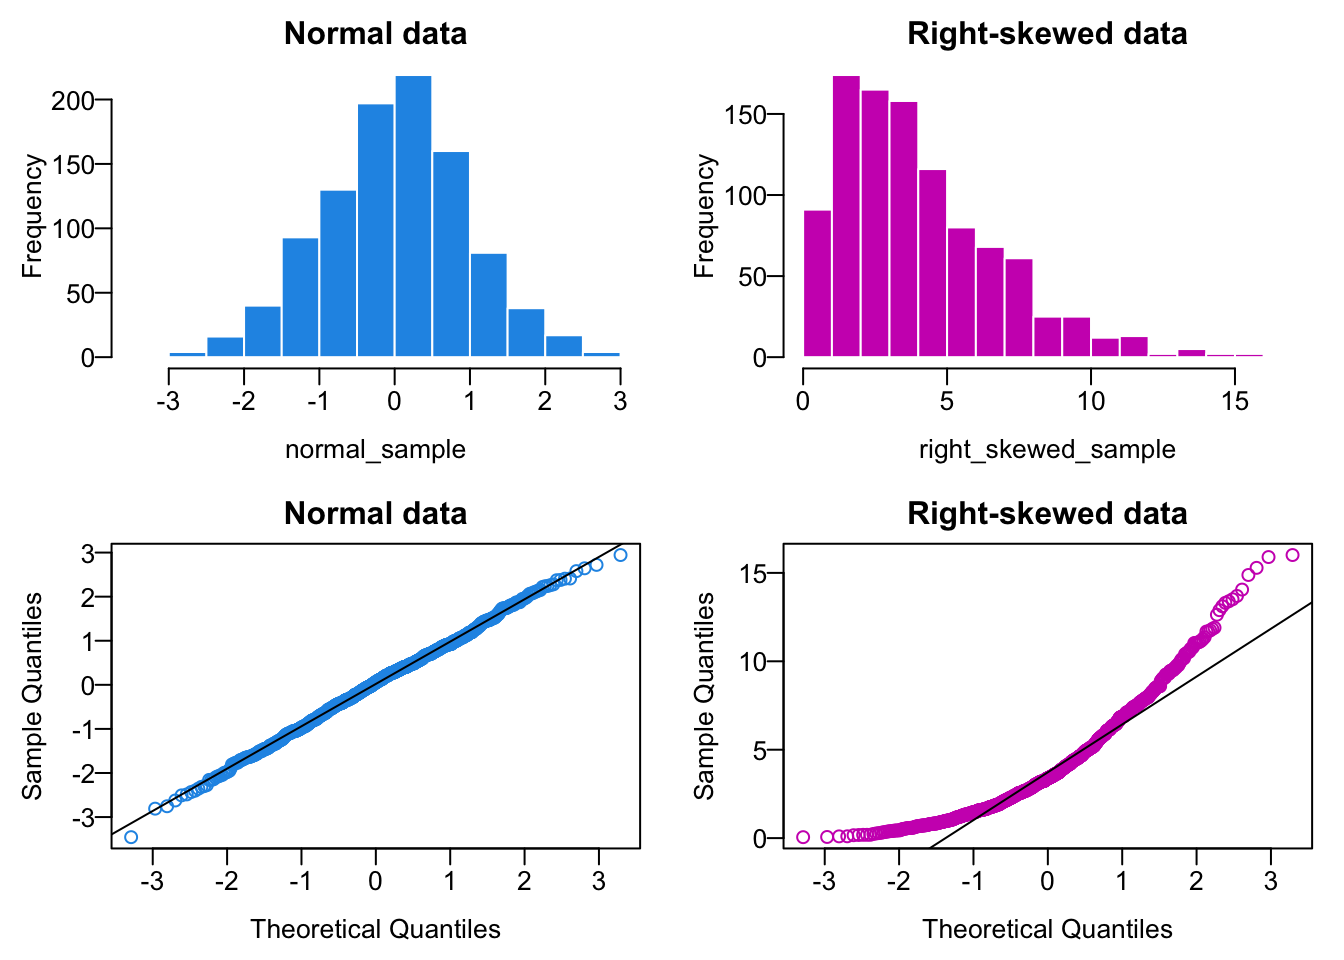 Normal data
Frequency
200
150
100
50
0
-3 -2 -1 0 1 2 3
normal_sample
Right-skewed data
Frequency
150
100
50
0
0 5 10 15
right_skewed_sample
Normal data
Sample Quantiles
3
2
1
0
-1
-2
-3
-3 -2 -1 0 1 2 3
Theoretical Quantiles
Right-skewed data
Sample Quantiles
15
10
5
0
-3 -2 -1 0 1 2 3
Theoretical Quantiles